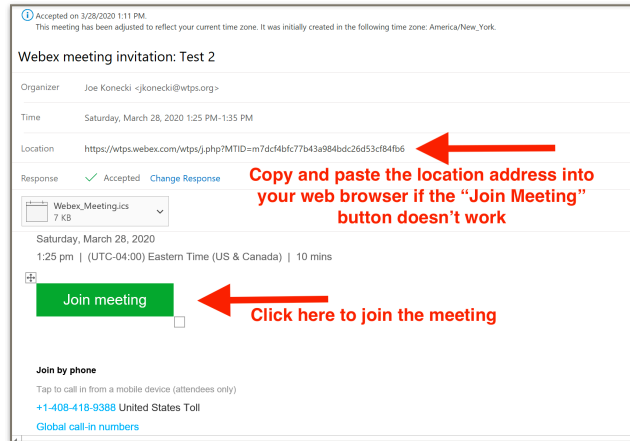 Accepted on 3/28/2020 1:11 PM.
This meeting has been adjusted to reflect your current time zone. It was initially created in the following time zone: America/New_York.
Webex meeting invitation: Test 2
Organizer Joe Konecki <jkonecki@wtps.org>
Time Saturday, March 28, 2020 1:25 PM-1:35 PM
Location https://wtps.webex.com/wtps/j.php?MTID=m7dcf4bfc77b43a984bdc26d53cf84fb6
Response Accepted Change Response
Copy and paste the location address into
your web browser if the “Join Meeting”
button doesn’t work
Webex_Meeting.ics
7 KB
Saturday, March 28, 2020
1:25 pm | (UTC-04:00) Eastern Time (US & Canada) | 10 mins
Join meeting
Click here to join the meeting
Join by phone
Tap to call in from a mobile device (attendees only)
+1-408-418-9388 United States Toll
Global call-in numbers